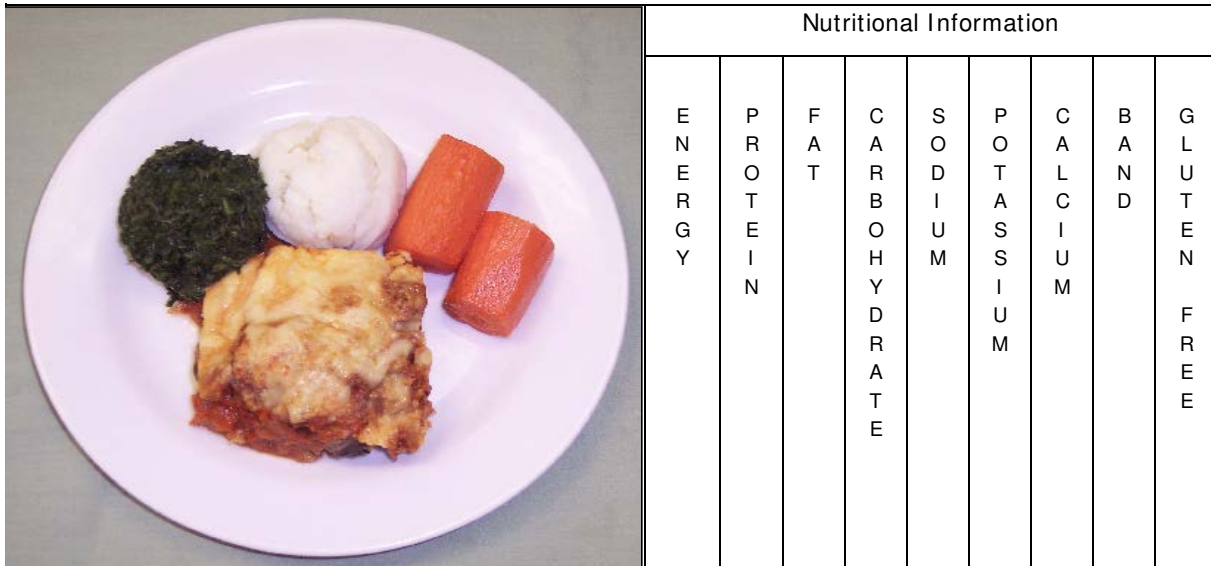 Nutritional Information
ENERGY
PROTEIN
FAT
CARBOHYDRATE
SODIUM
POTASSIUM
CALCIUM
BAND
GLUTEN FREE